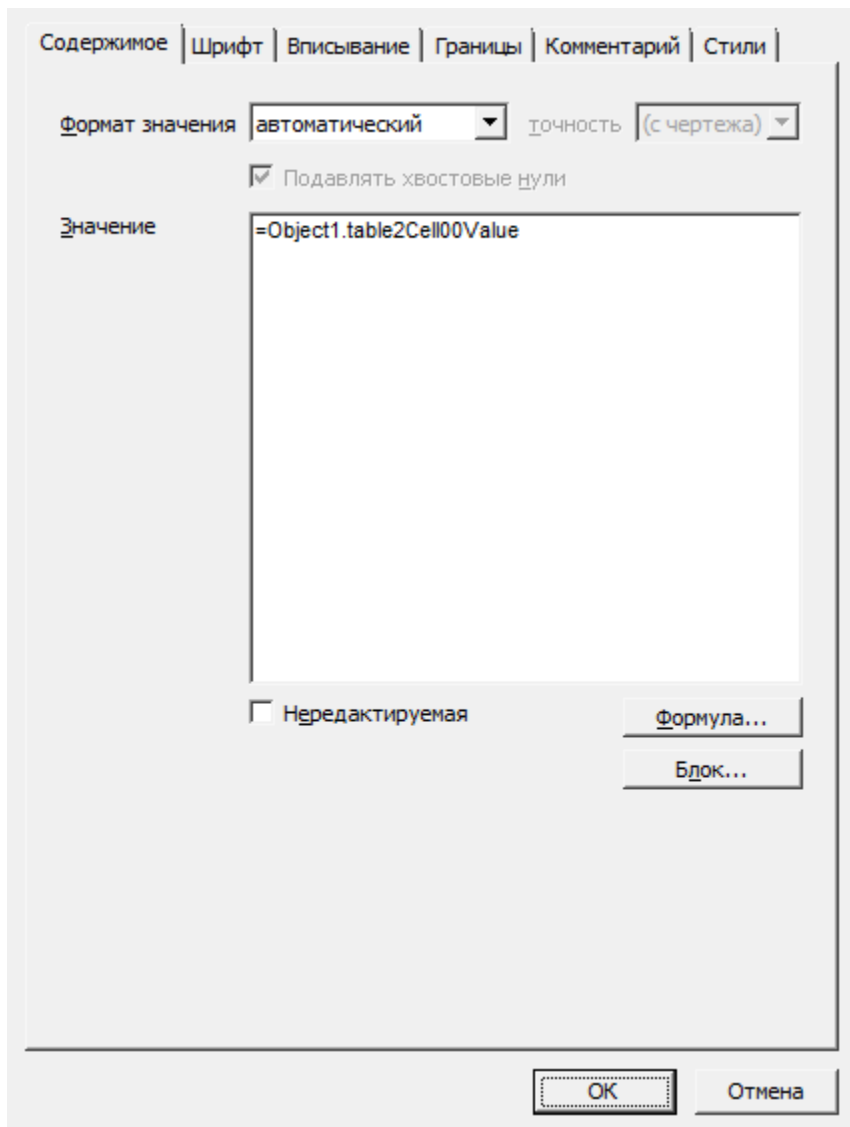 Содержимое Шрифт Вписывание Границы Комментарий Стили
Формат значения автоматический точность (с чертежа)
Подавлять хвостовые нули
Значение =Object1.table2Cell00Value
Нередактируемая Формула...
Блок...
OK Отмена